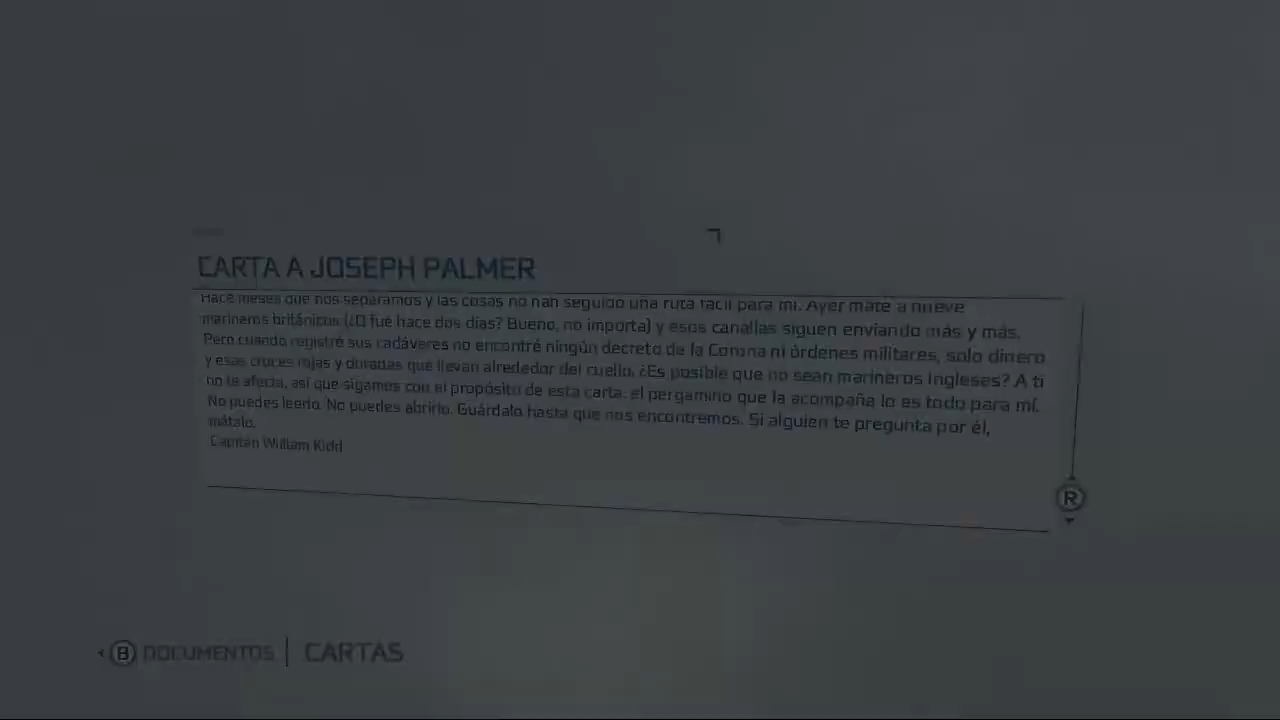 CARTA A JOSEPH PALMER
Hace meses que nos separamos y las cosas no han seguido una ruta fácil para mí. Ayer maté a nueve
marineros británicos (¿O fue hace dos días? Bueno, no importa) y esos canallas siguen enviando más y más.
Pero cuando registré sus cadáveres no encontré ningún decreto de la Corona ni órdenes militares, solo dinero
y esas cruces rojas y doradas que llevan alrededor del cuello. ¿Es posible que no sean marineros ingleses? A ti
no te afecta, así que sigamos con el propósito de esta carta: el pergamino que la acompaña lo es todo para mí.
No puedes leerlo. No puedes abrirlo. Guárdalo hasta que nos encontremos. Si alguien te pregunta por él,
mátalo.
Capitán William Kidd
R
B DOCUMENTOS | CARTAS